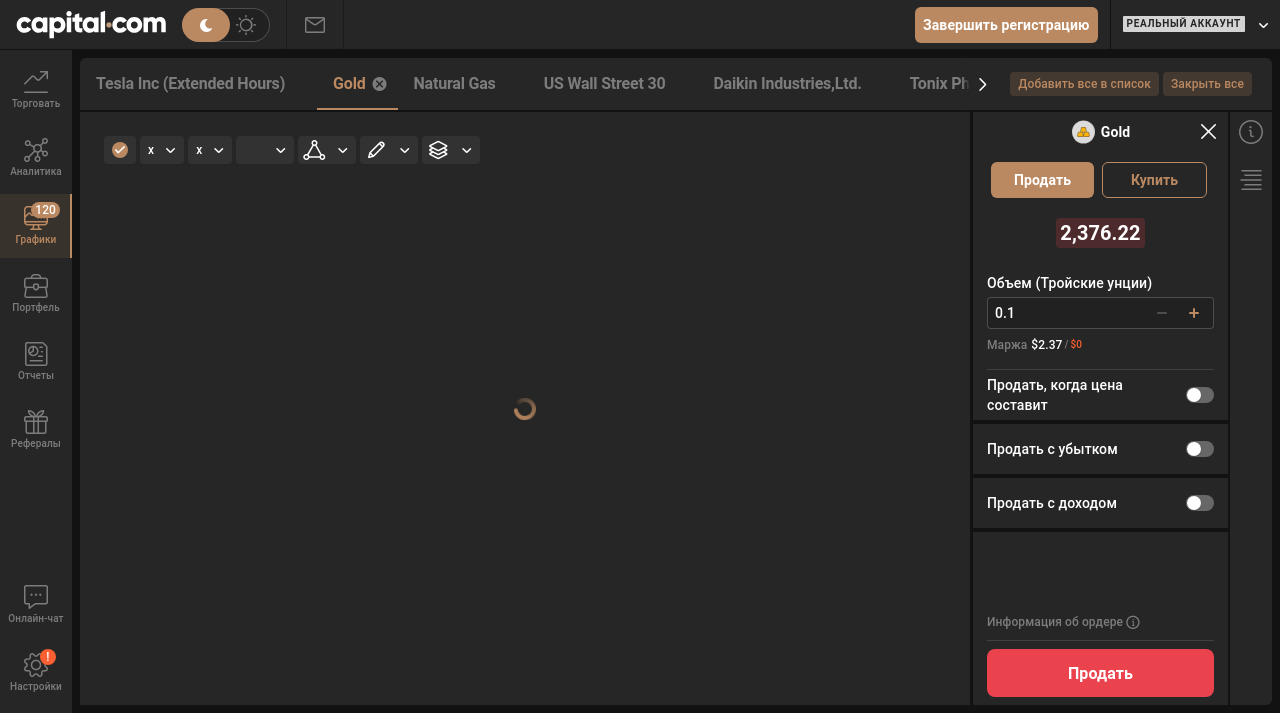 capital.com
Завершить регистрацию
РЕАЛЬНЫЙ АККАУНТ
Торговать
Аналитика
120
Графики
Портфель
Отчеты
Рефералы
Онлайн-чат
!
Настройки
Tesla Inc (Extended Hours)
Gold
Natural Gas
US Wall Street 30
Daikin Industries,Ltd.
Tonix Ph
Добавить все в список
Закрыть все
x
x
Gold
Продать
Купить
2,376.22
Объем (Тройские унции)
0.1
Маржа $2.37 / $0
Продать, когда цена
составит
Продать с убытком
Продать с доходом
Информация об ордере
Продать